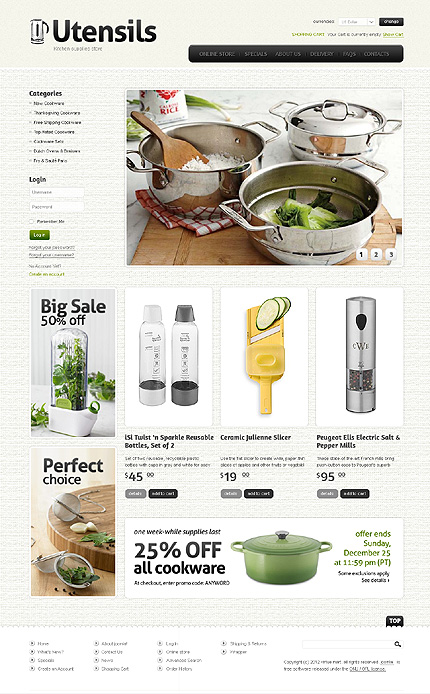 Utensils
Kitchen supplies store
currencies:
US Dollar
change
SHOPPING CART: Your cart is currently empty Show Cart
ONLINE STORE | SPECIALS | ABOUT US | DELIVERY | FAQS | CONTACTS
Categories
New Cookware
Thanksgiving Cookware
Free Shipping Cookware
Top Rated Cookware
Cookware Sets
Dutch Ovens & Braisers
Fry & Sauté Pans
Login
Username
Password
Remember Me
Log in
Forgot your password?
Forgot your username?
No Account Yet?
Create an account
RICE
1 2 3
Big Sale
50% off
Perfect
choice
iSi Twist 'n Sparkle Reusable
Bottles, Set of 2
Set of two reusable, recyclable plastic
bottles with caps in gray and white for easy
$45.00
details
add to cart
Ceramic Julienne Slicer
Use the flat slicer to create wide, paper thin
slices of apples and other fruits or vegetabl
$19.00
details
add to cart
Peugeot Elis Electric Salt &
Pepper Mills
These state-of-the-art French mills bring
push-button ease to Peugeot's superb
$95.00
details
add to cart
one week-while supplies last
25% OFF
all cookware
At checkout, enter promo code: ANYWORD
offer ends
Sunday,
December 25
at 11:59 pm (PT)
Some exclusions apply
See details ›
TOP
Home
What's New?
Specials
Create an Account
About Joomla!
Contact Us
News
Shopping Cart
Log In
Online store
Advanced Search
Order History
Shipping & Returns
Wrapper
Copyright (c) 2012
All rights reserved. Joomla! is
free software released under the GNU / GPL license.